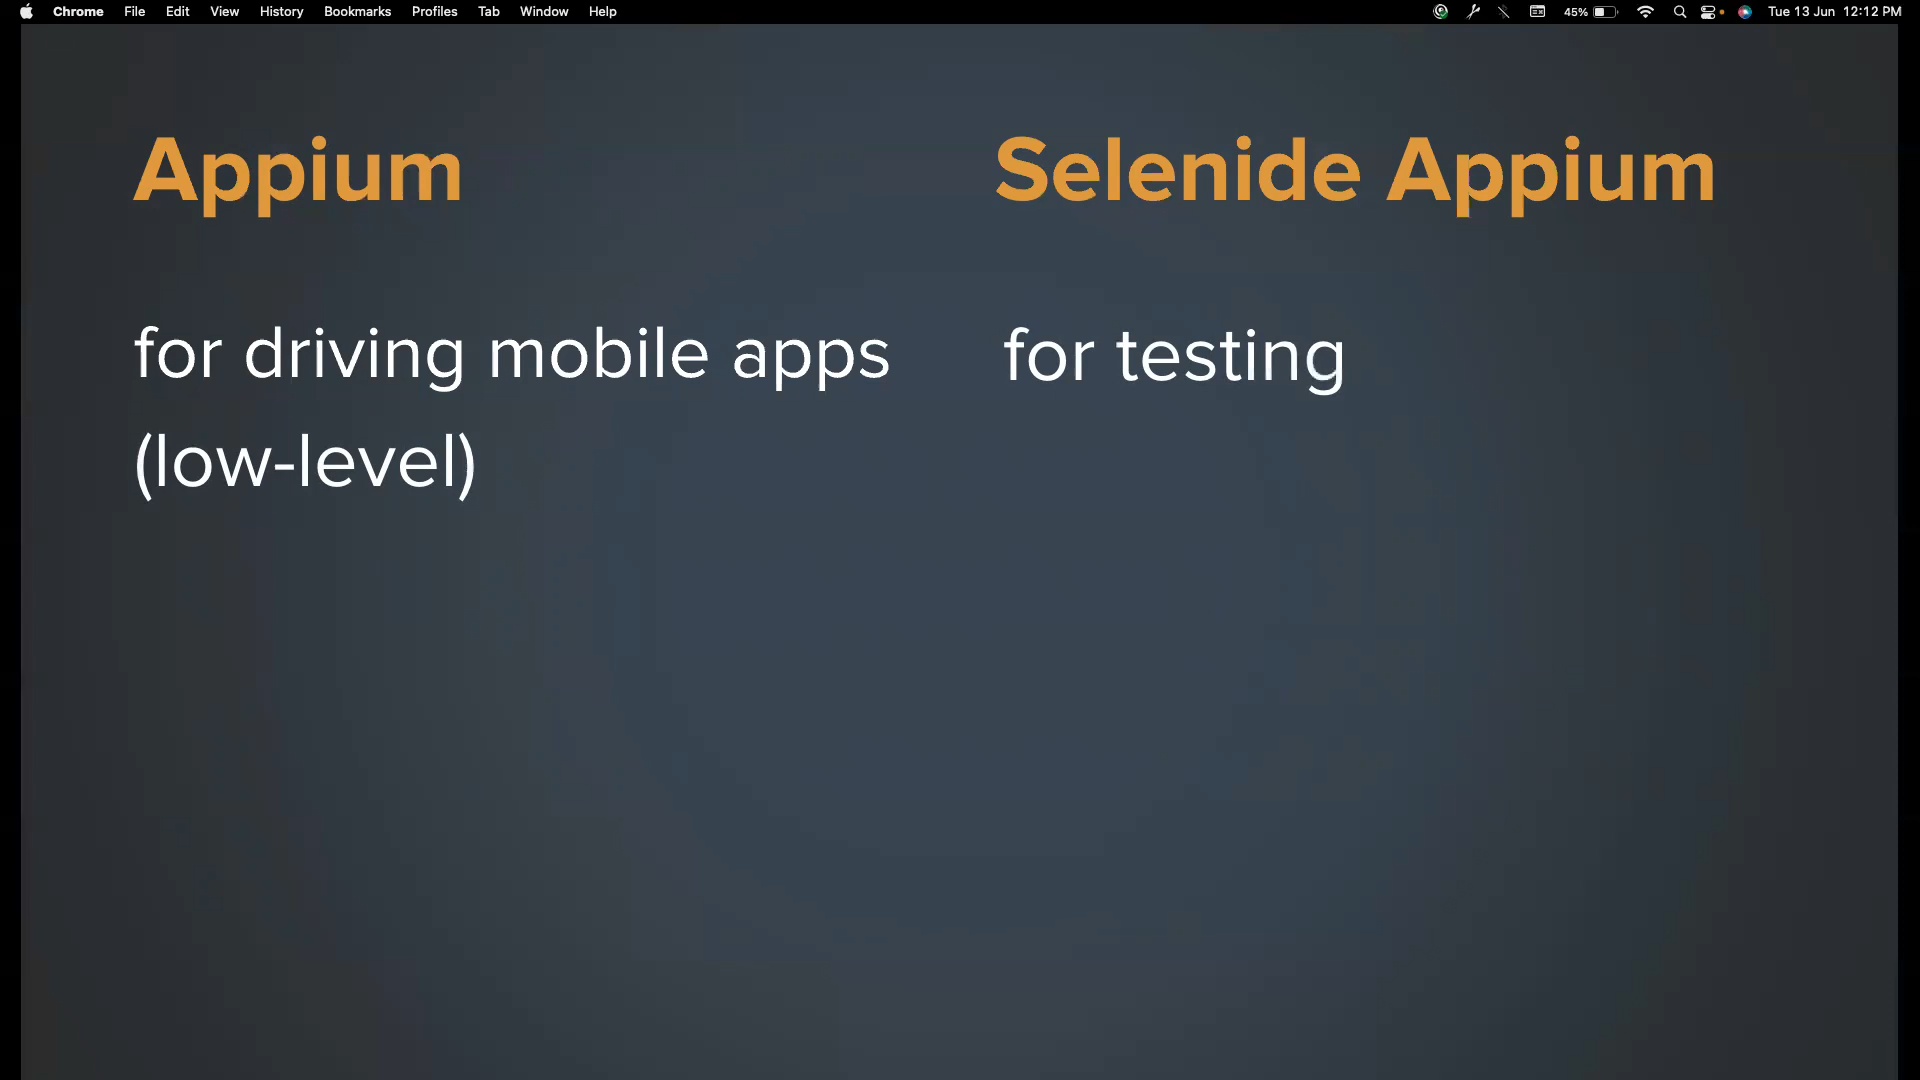 Chrome File Edit View History Bookmarks Profiles Tab Window Help 45% Tue 13 Jun 12:12 PM
Appium
Selenide Appium
for driving mobile apps
(low-level)
for testing